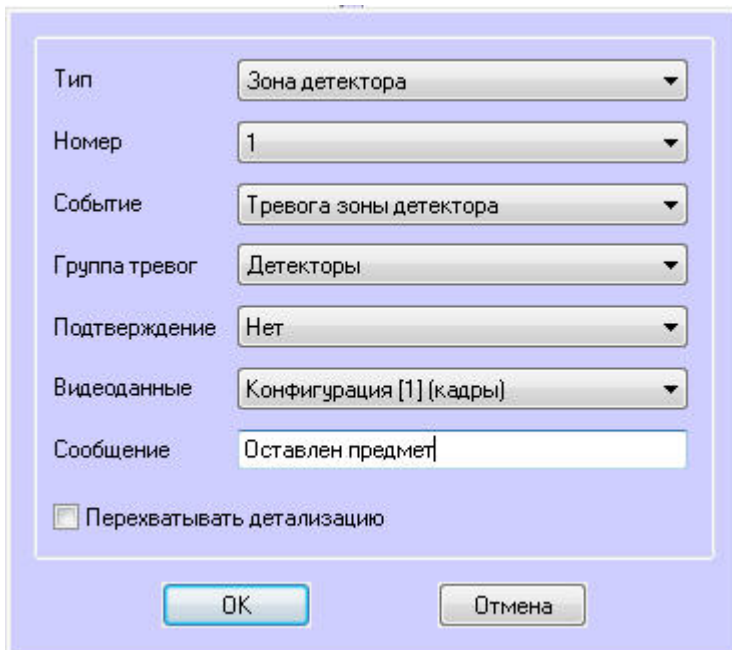 Тип Зона детектора
Номер 1
Событие Тревога зоны детектора
Группа тревог Детекторы
Подтверждение Нет
Видеоданные Конфигурация [1] (кадры)
Сообщение Оставлен предмет
Перехватывать детализацию
OK Отмена